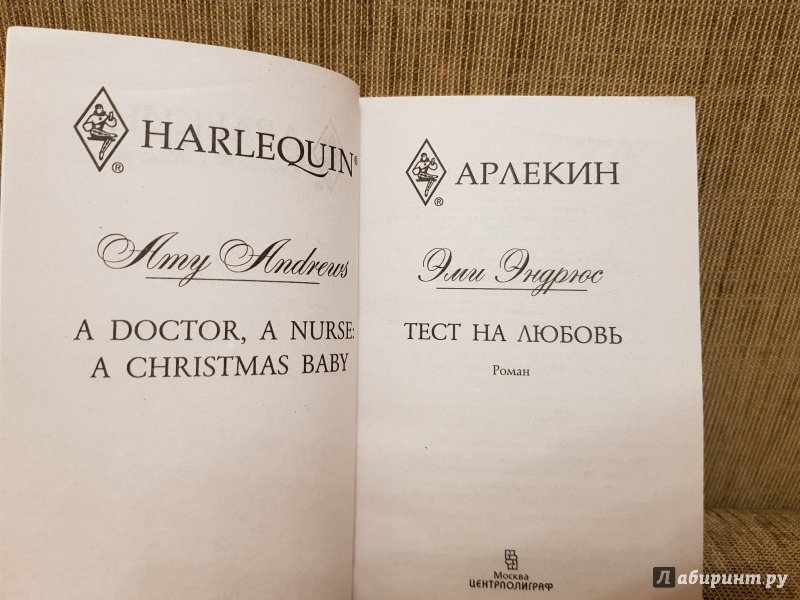 HARLEQUIN®
®
Amy Andrews
A DOCTOR, A NURSE:
A CHRISTMAS BABY
АРЛЕКИН
®
Эми Эндрюс
ТЕСТ НА ЛЮБОВЬ
Роман
Москва
ЦЕНТРПОЛИГРАФ
Лабиринт.ру